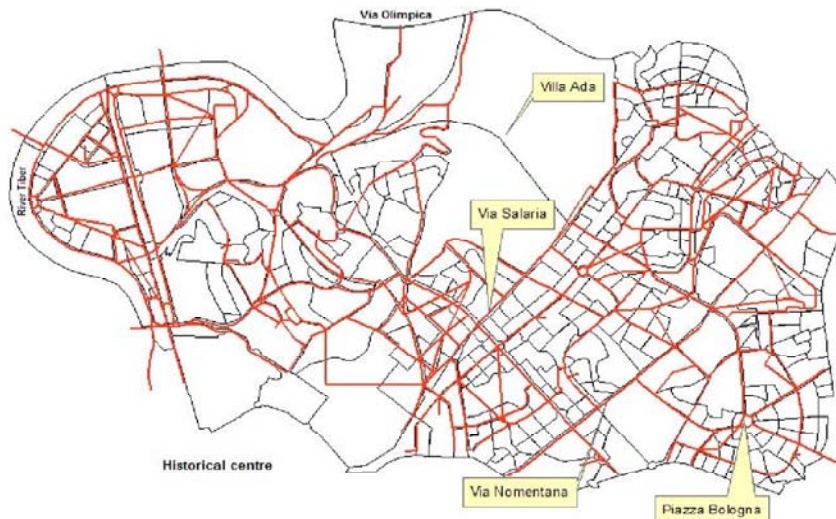 Via Olimpica
Villa Ada
River Tiber
Via Salaria
Historical centre
Via Nomentana
Piazza Bologna